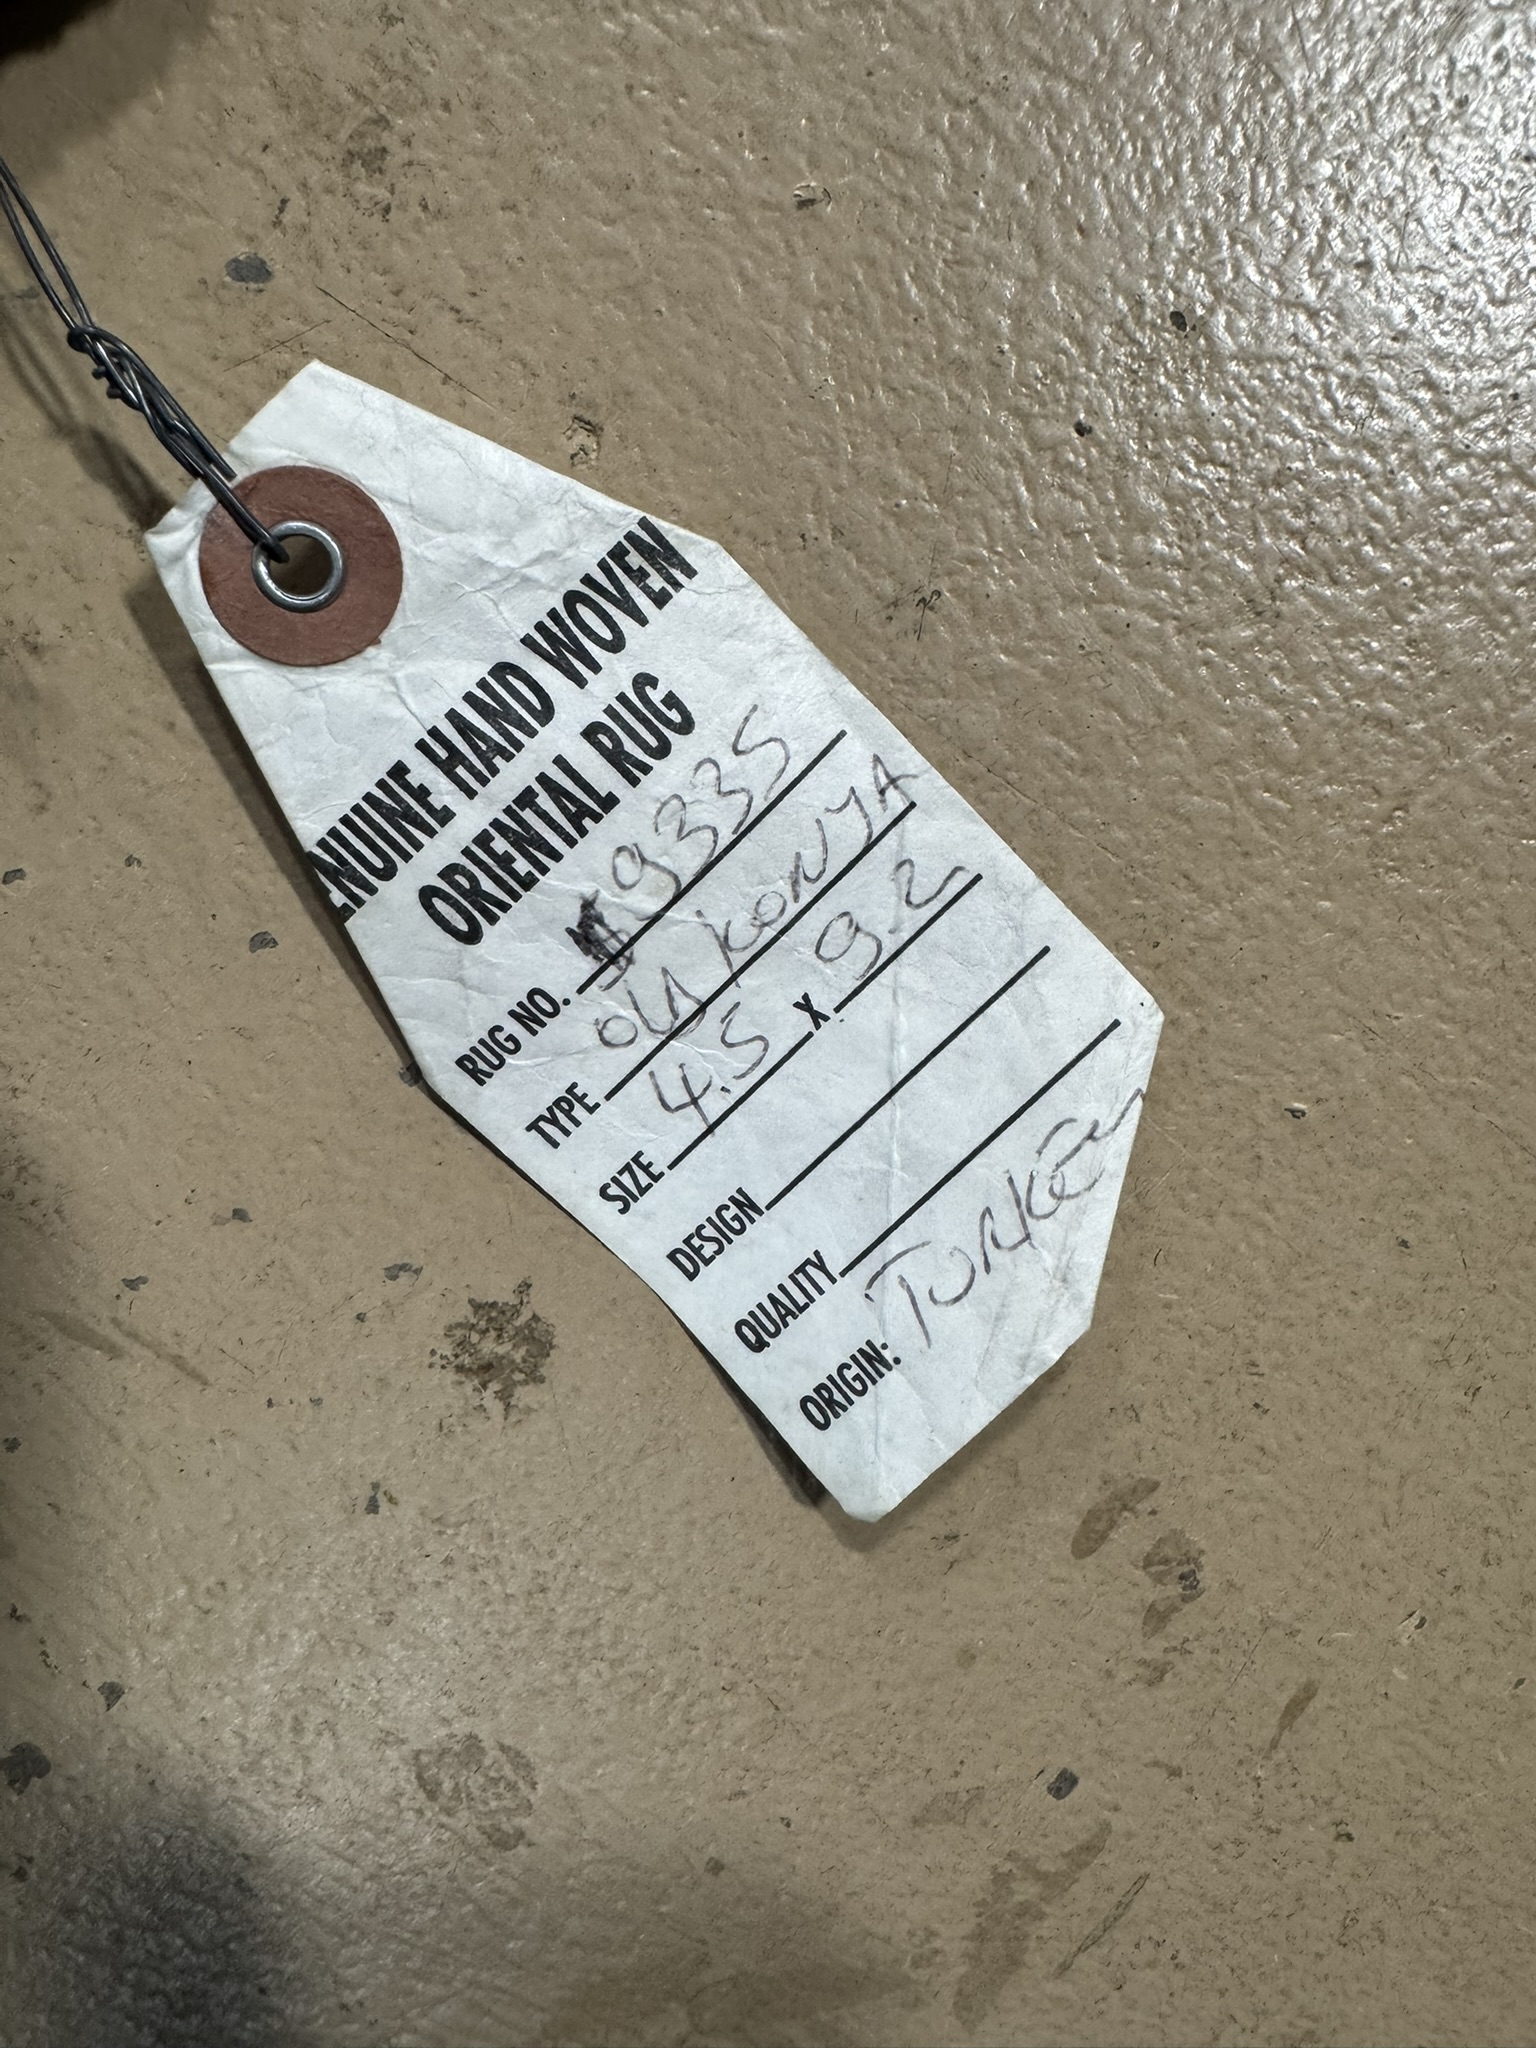 ENUINE HAND WOVEN
ORIENTAL RUG
RUG NO. 9335
TYPE OLD KONYA
SIZE 4.5 X 9.2
DESIGN
QUALITY
ORIGIN: TURKEY